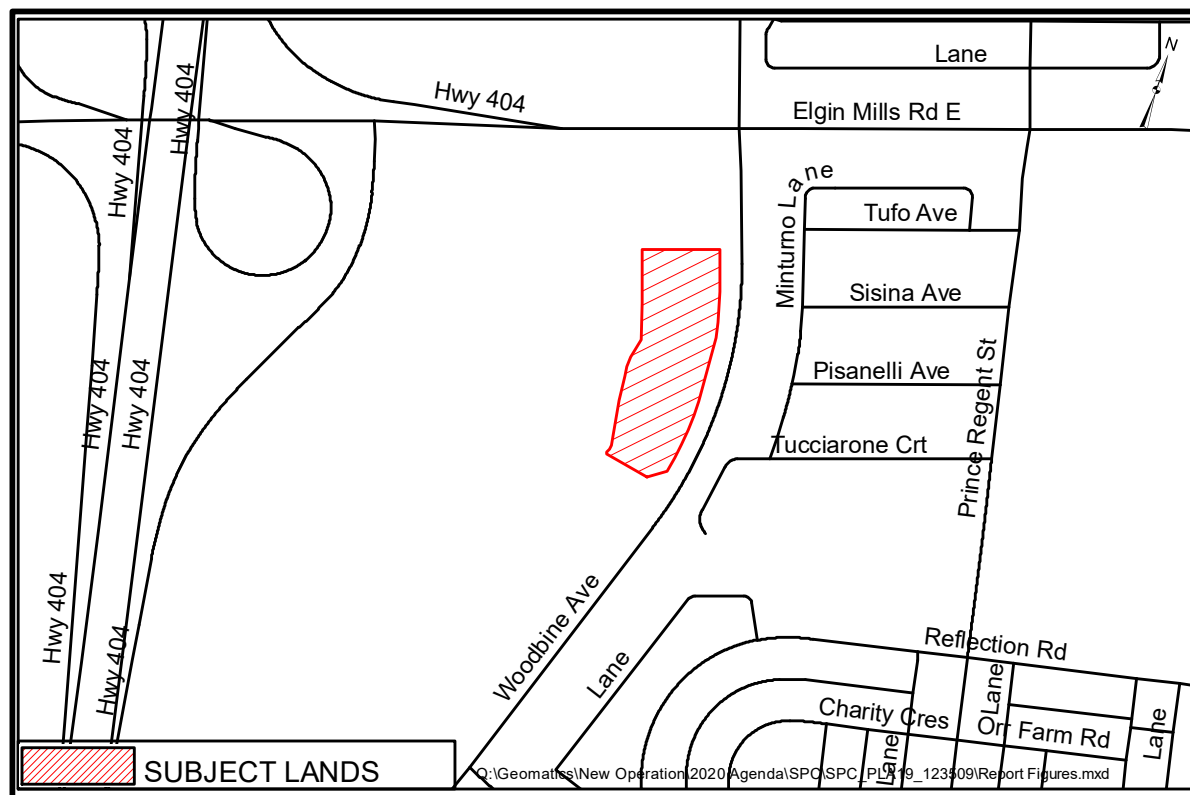 N
Lane
Hwy 404
Elgin Mills Rd E
Hwy 404
Hwy 404
Minturno Lane
Tufo Ave
Sisina Ave
Pisanelli Ave
Prince Regent St
Hwy 404
Hwy 404
Tucciarone Crt
Woodbine Ave
Hwy 404
Hwy 404
Lane
Reflection Rd
Lane
Charity Cres
Orr Farm Rd
Lane
Lane
SUBJECT LANDS
Q:\Geomatics\New Operation\2020 Agenda\SPC\SPC_PLA19_123509\Report Figures.mxd